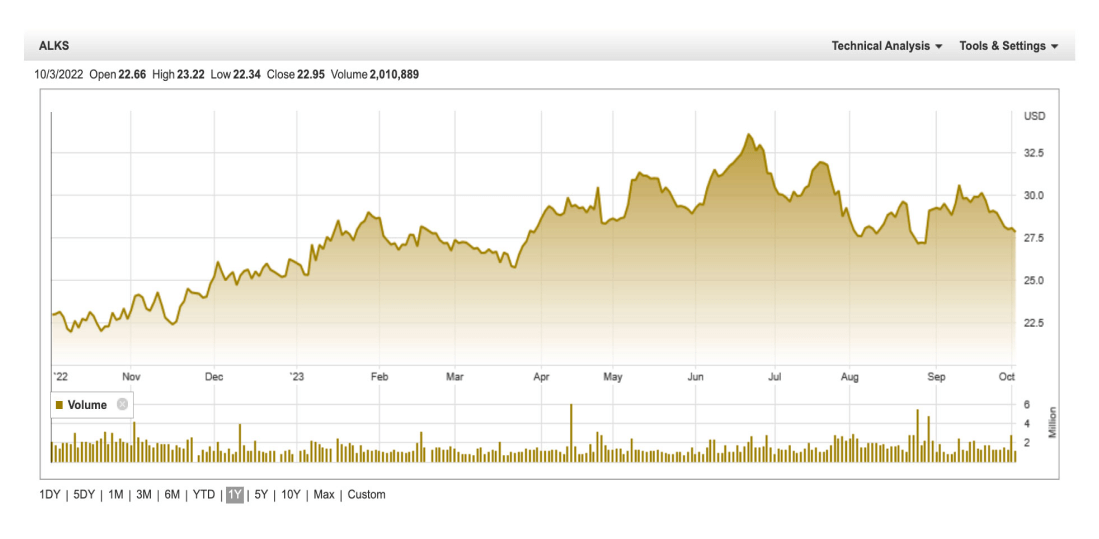 ALKS Technical Analysis Tools & Settings
10/3/2022 Open 22.66 High 23.22 Low 22.34 Close 22.95 Volume 2,010,889
USD
32.5
30.0
27.5
25.0
22.5
'22 Nov Dec '23 Feb Mar Apr May Jun Jul Aug Sep Oct
Volume
6
4
2
Million
1DY | 5DY | 1M | 3M | 6M | YTD | 1Y | 5Y | 10Y | Max | Custom